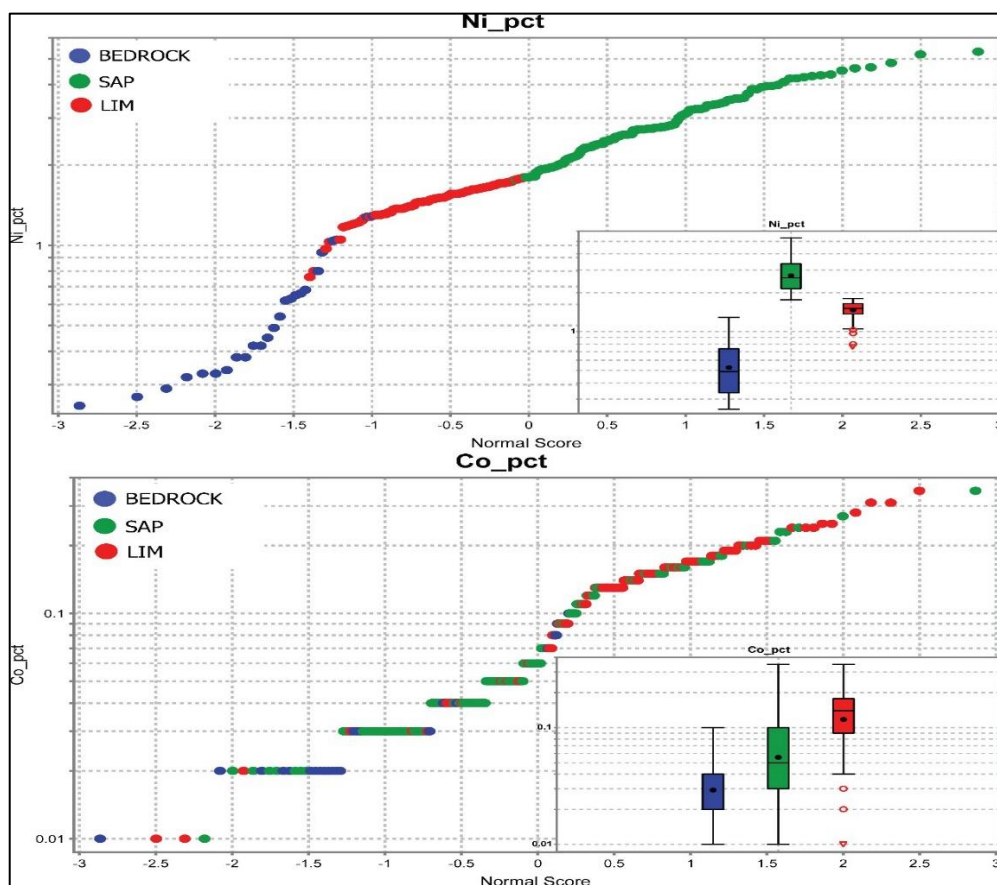 Ni_pct
BEDROCK
SAP
LIM
Ni_pct
1
Ni_pct
1
-3 -2.5 -2 -1.5 -1 -0.5 0 0.5 1 1.5 2 2.5 3
Normal Score
Co_pct
BEDROCK
SAP
LIM
Co_pct
0.1
0.01
Co_pct
0.1
0.01
-3 -2.5 -2 -1.5 -1 -0.5 0 0.5 1 1.5 2 2.5 3
Normal Score